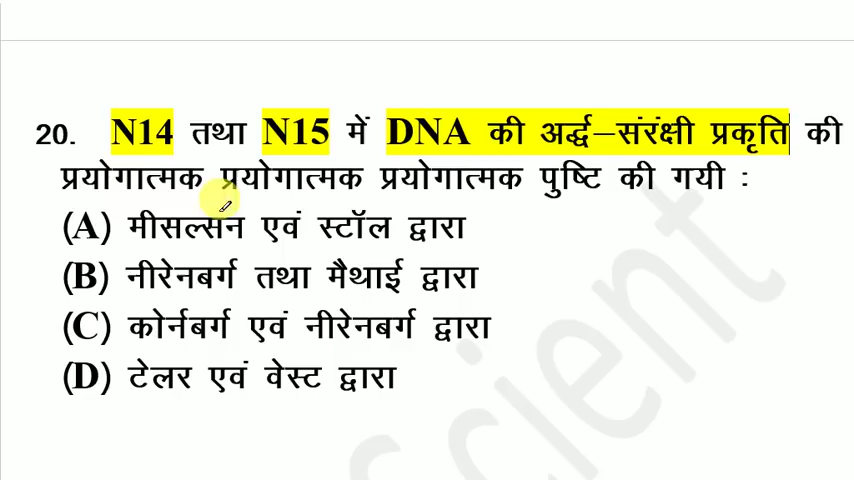 20. N14 तथा N15 में DNA की अर्द्ध–संरंक्षी प्रकृति की
प्रयोगात्मक प्रयोगात्मक प्रयोगात्मक पुष्टि की गयी :
(A) मीसल्सन एवं स्टॉल द्वारा
(B) नीरेनबर्ग तथा मैथाई द्वारा
(C) कोर्नबर्ग एवं नीरेनबर्ग द्वारा
(D) टेलर एवं वेस्ट द्वारा